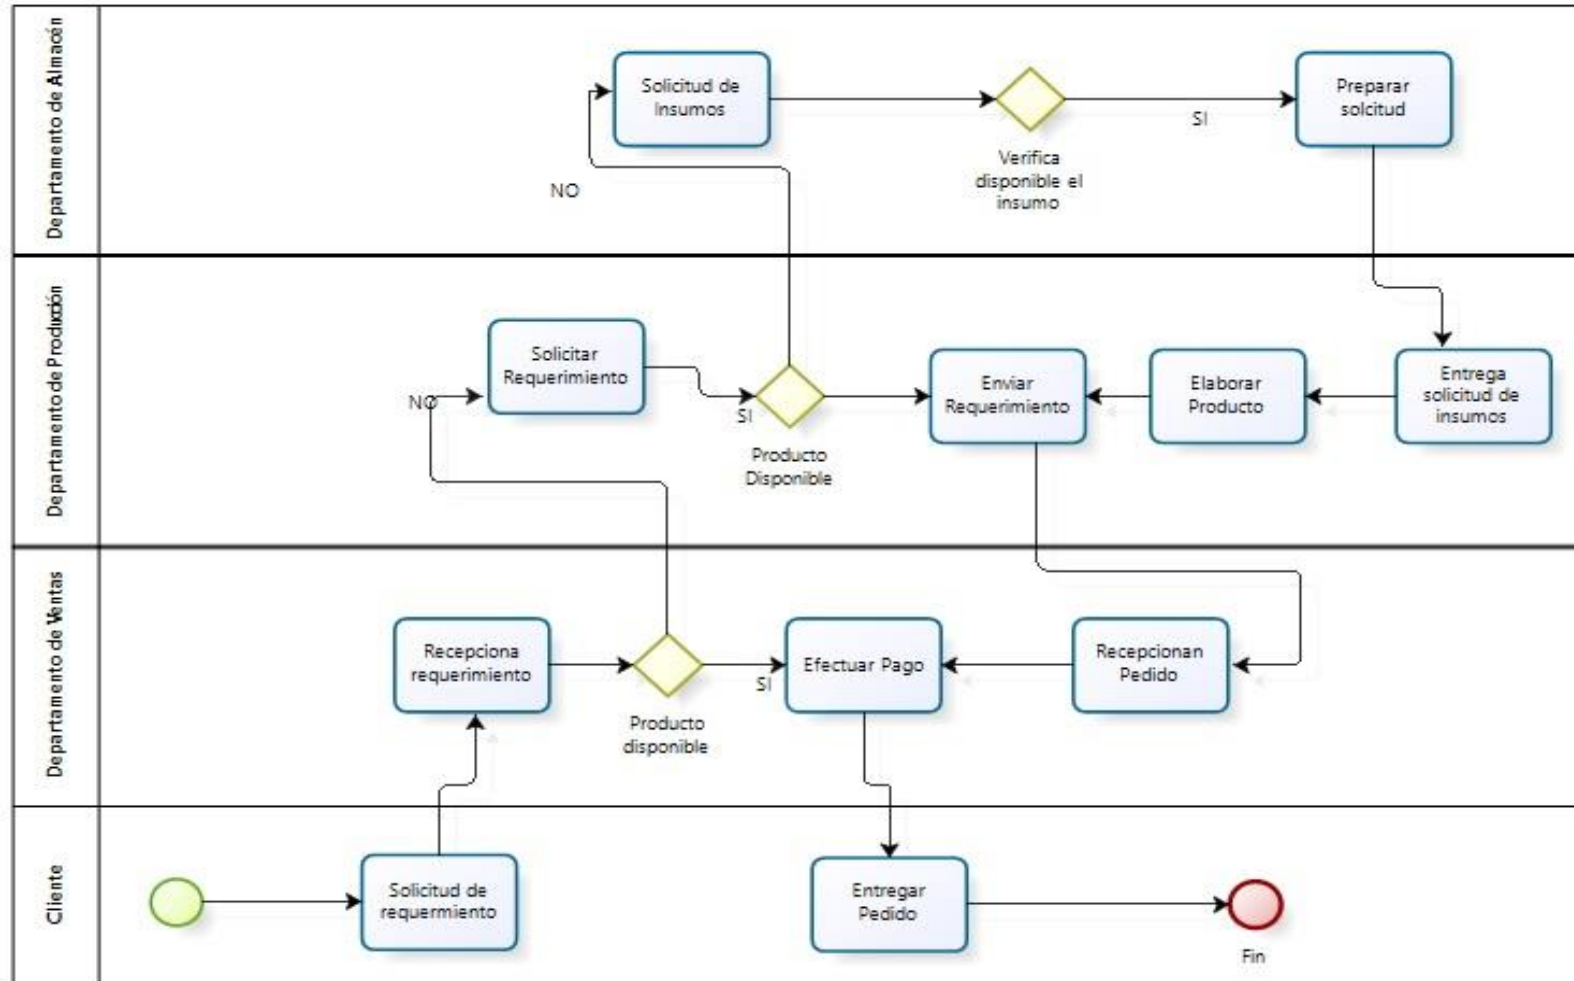 Departamento de Almacén
Solicitud de
Insumos
Preparar
solcitud
SI
Verifica
disponible el
insumo
NO
Departamento de Producción
Solicitar
Requerimiento
Enviar
Requerimiento
Elaborar
Producto
Entrega
solicitud de
insumos
NO
SI
Producto
Disponible
Departamento de Ventas
Recepciona
requerimiento
Efectuar Pago
Recepcionan
Pedido
SI
Producto
disponible
Cliente
Solicitud de
requermiento
Entregar
Pedido
Fin